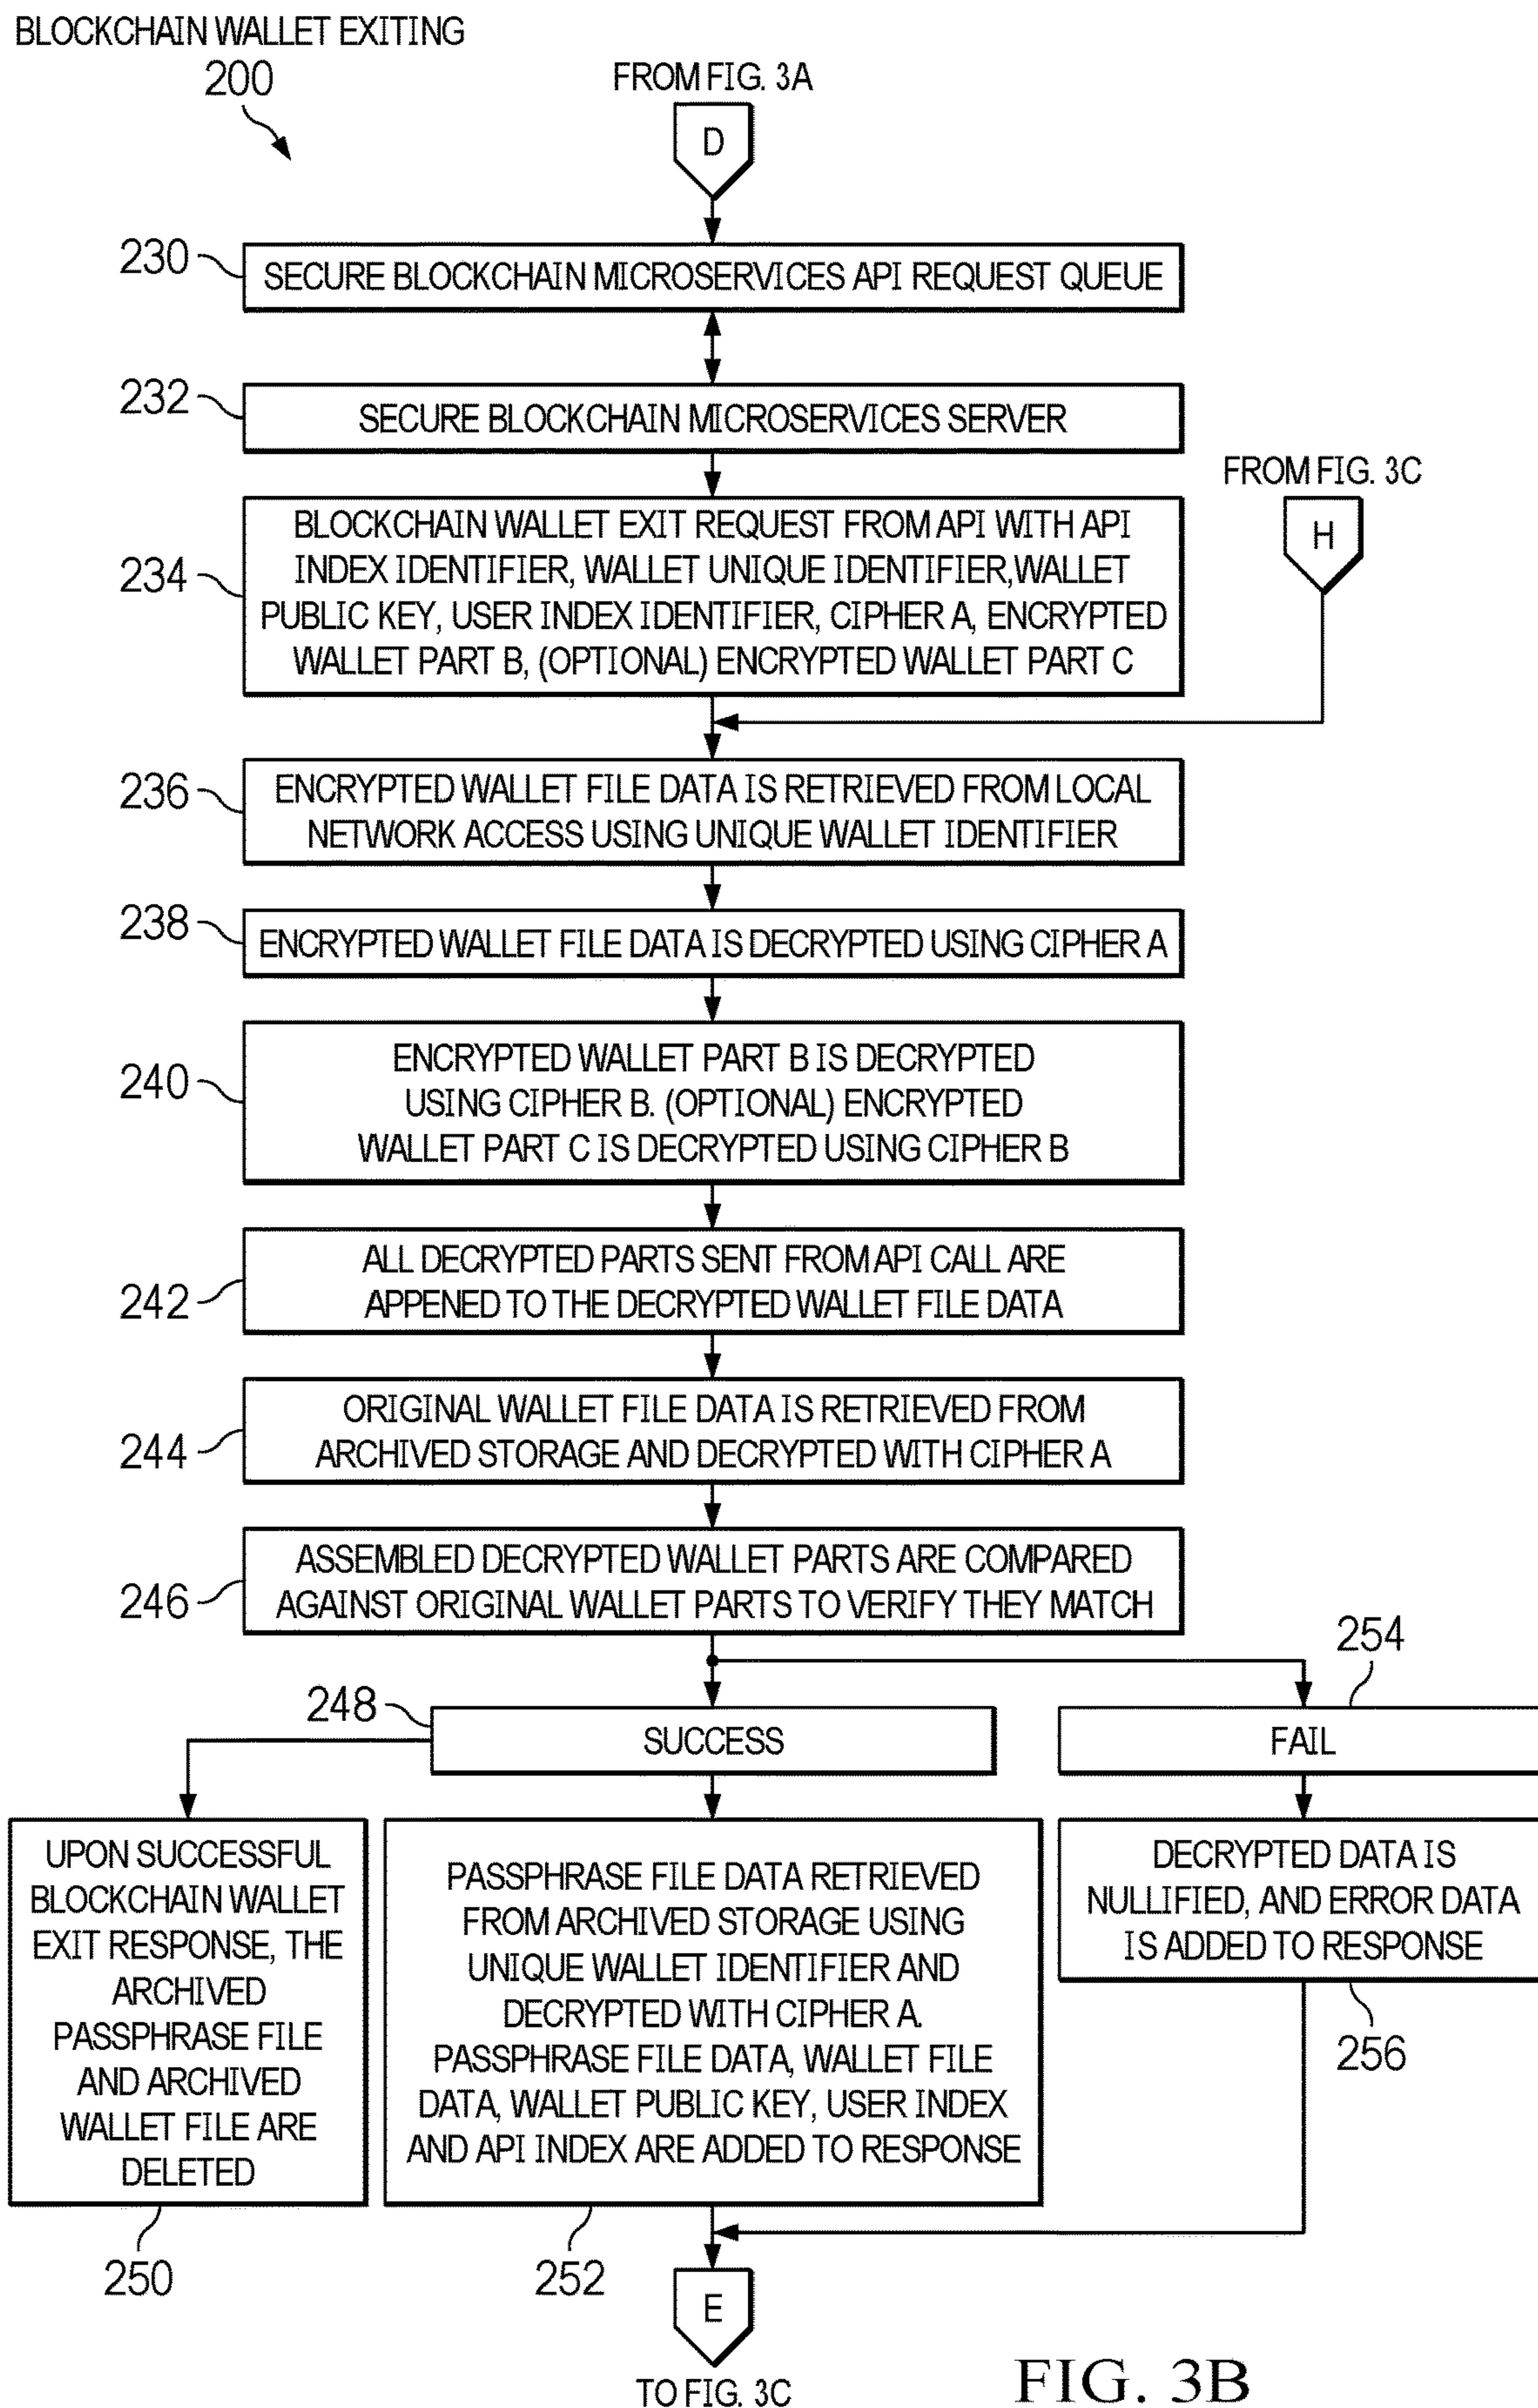 BLOCKCHAIN WALLET EXITING
200
FROM FIG. 3A
D
230
SECURE BLOCKCHAIN MICROSERVICES API REQUEST QUEUE
232
SECURE BLOCKCHAIN MICROSERVICES SERVER
FROM FIG. 3C
H
234
BLOCKCHAIN WALLET EXIT REQUEST FROM API WITH API
INDEX IDENTIFIER, WALLET UNIQUE IDENTIFIER,WALLET
PUBLIC KEY, USER INDEX IDENTIFIER, CIPHER A, ENCRYPTED
WALLET PART B, (OPTIONAL) ENCRYPTED WALLET PART C
236
ENCRYPTED WALLET FILE DATA IS RETRIEVED FROM LOCAL
NETWORK ACCESS USING UNIQUE WALLET IDENTIFIER
238
ENCRYPTED WALLET FILE DATA IS DECRYPTED USING CIPHER A
240
ENCRYPTED WALLET PART B IS DECRYPTED
USING CIPHER B. (OPTIONAL) ENCRYPTED
WALLET PART C IS DECRYPTED USING CIPHER B
242
ALL DECRYPTED PARTS SENT FROM API CALL ARE
APPENED TO THE DECRYPTED WALLET FILE DATA
244
ORIGINAL WALLET FILE DATA IS RETRIEVED FROM
ARCHIVED STORAGE AND DECRYPTED WITH CIPHER A
246
ASSEMBLED DECRYPTED WALLET PARTS ARE COMPARED
AGAINST ORIGINAL WALLET PARTS TO VERIFY THEY MATCH
248
SUCCESS
254
FAIL
UPON SUCCESSFUL
BLOCKCHAIN WALLET
EXIT RESPONSE, THE
ARCHIVED
PASSPHRASE FILE
AND ARCHIVED
WALLET FILE ARE
DELETED
250
PASSPHRASE FILE DATA RETRIEVED
FROM ARCHIVED STORAGE USING
UNIQUE WALLET IDENTIFIER AND
DECRYPTED WITH CIPHER A.
PASSPHRASE FILE DATA, WALLET FILE
DATA, WALLET PUBLIC KEY, USER INDEX
AND API INDEX ARE ADDED TO RESPONSE
252
DECRYPTED DATA IS
NULLIFIED, AND ERROR DATA
IS ADDED TO RESPONSE
256
E
TO FIG. 3C
FIG. 3B